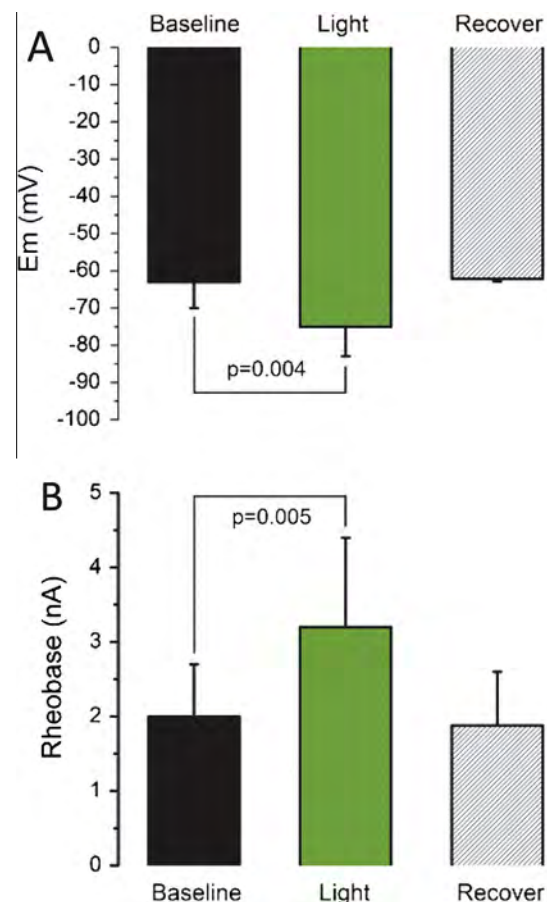 A
Baseline Light Recover
0
-10
-20
-30
-40
-50
-60
-70
-80
-90
-100
Em (mV)
p=0.004
B
5
4
3
2
1
0
Rheobase (nA)
p=0.005
Baseline Light Recover